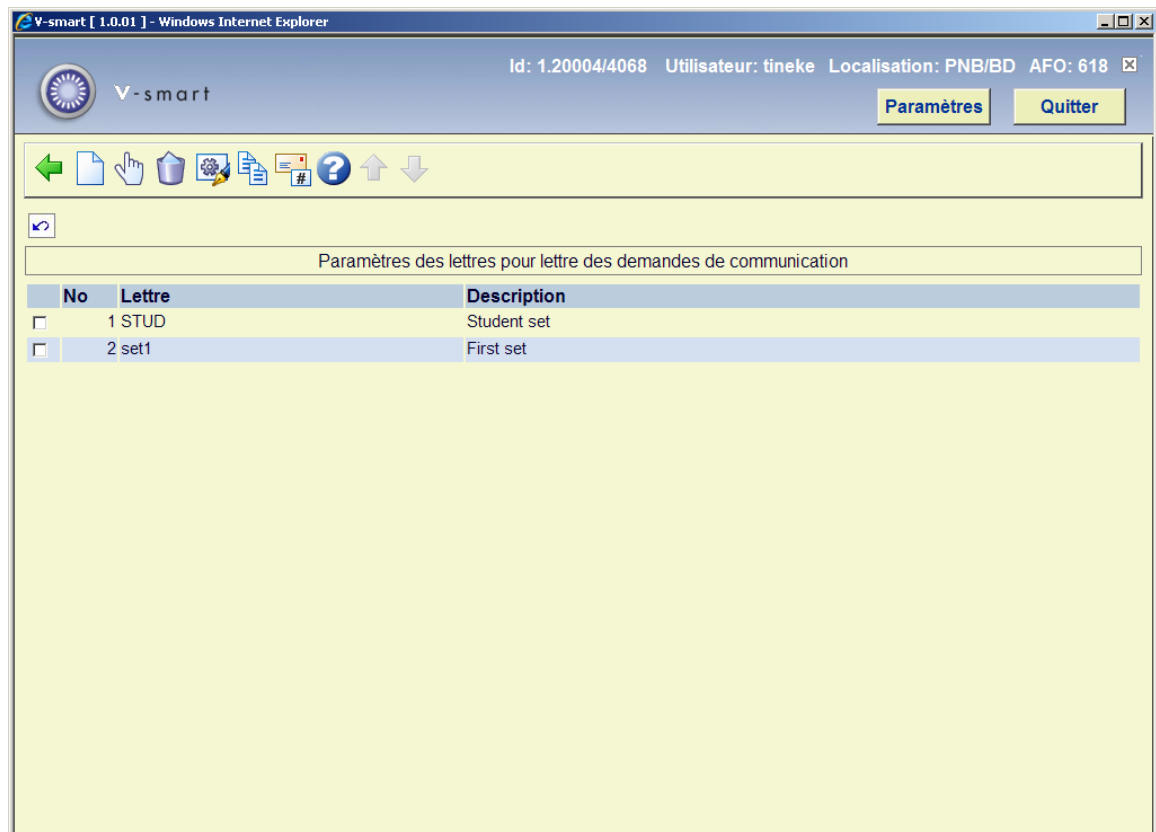 V-smart [ 1.0.01 ] - Windows Internet Explorer
Id: 1.20004/4068 Utilisateur: tineke Localisation: PNB/BD AFO: 618
V-smart
Paramètres Quitter
#
?
Paramètres des lettres pour lettre des demandes de communication
No Lettre Description
1 STUD Student set
2 set1 First set